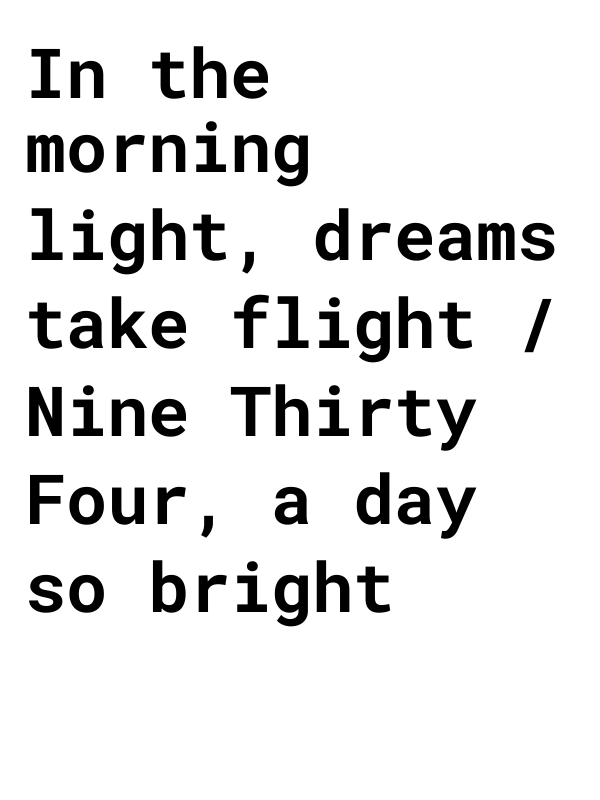 In the
morning
light, dreams
take flight /
Nine Thirty
Four, a day
so bright